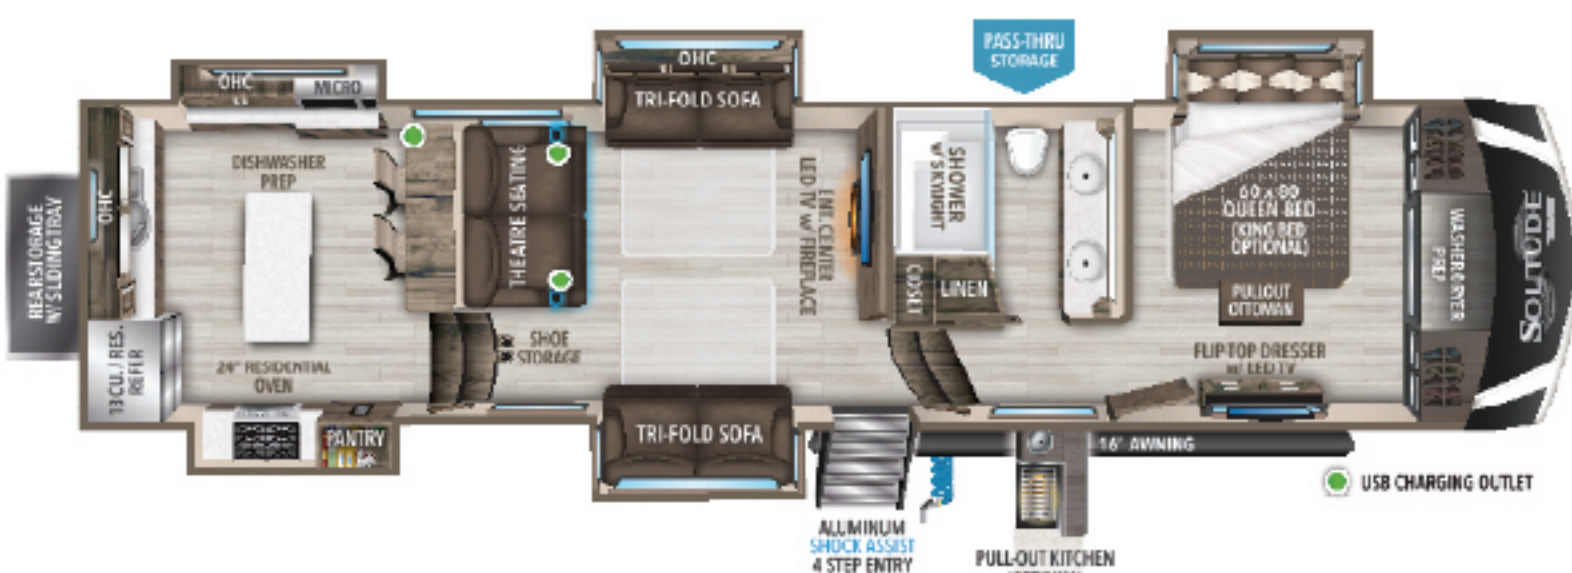 PASS-THRU
STORAGE
OHC
MICRO
OHC
TRI-FOLD SOFA
DISHWASHER
PREP
OHC
THEATRE SEATING
ENT. CENTER
LED TV w/ FIREPLACE
SHOWER
w/ SKYLIGHT
60 x 80
QUEEN BED
(KING BED
OPTIONAL)
WASHER/DRYER
PREP
SOLITUDE
REAR STORAGE
W/ SLIDING TRAY
CLOSET
LINEN
PULLOUT
OTTOMAN
13 CU./ RES.
REFER
24" RESIDENTIAL
OVEN
SHOE
STORAGE
FLIP TOP DRESSER
w/ LED TV
PANTRY
TRI-FOLD SOFA
16' AWNING
USB CHARGING OUTLET
ALUMINUM
SHOCK ASSIST
4 STEP ENTRY
PULL-OUT KITCHEN